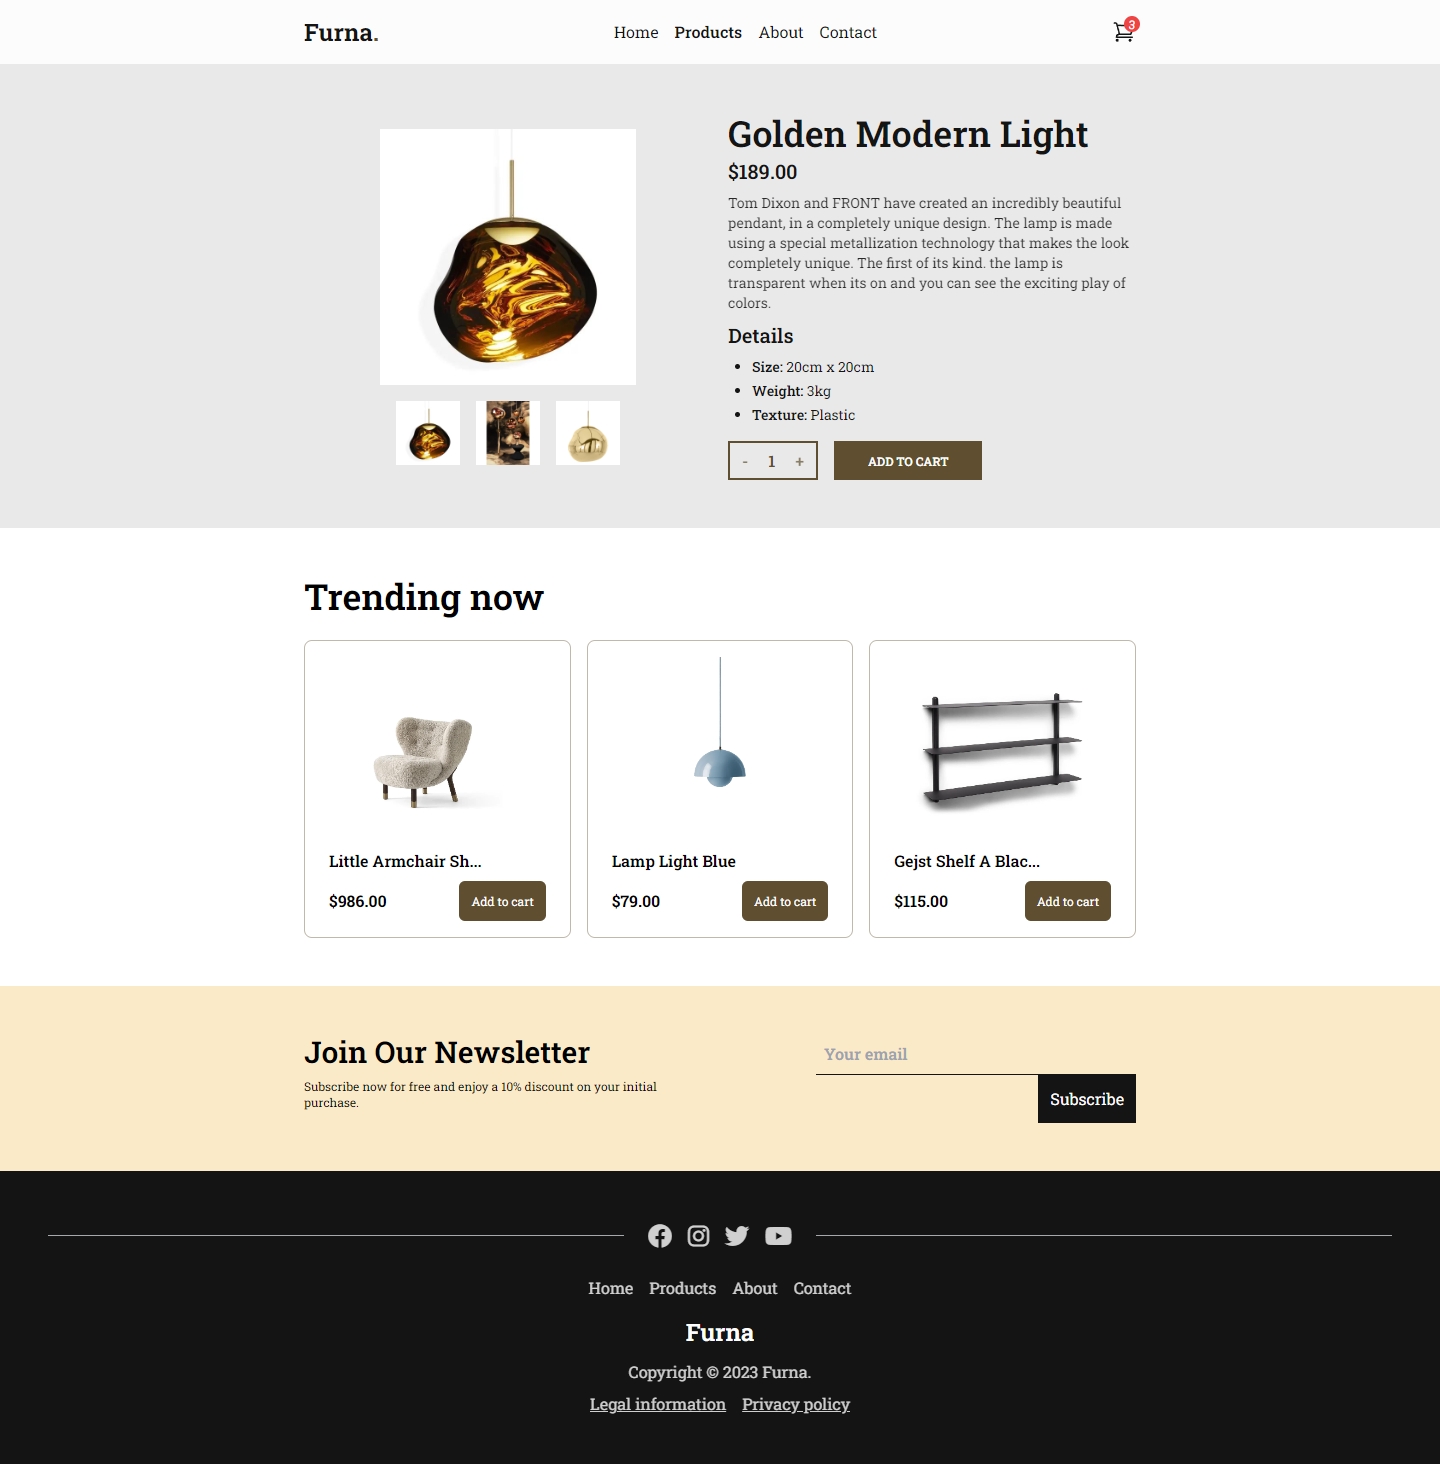 Furna.
Home Products About Contact
3
Golden Modern Light
$189.00
Tom Dixon and FRONT have created an incredibly beautiful
pendant, in a completely unique design. The lamp is made
using a special metallization technology that makes the look
completely unique. The first of its kind. the lamp is
transparent when its on and you can see the exciting play of
colors.
Details
• Size: 20cm x 20cm
• Weight: 3kg
• Texture: Plastic
- 1 + ADD TO CART
Trending now
Little Armchair Sh...
$986.00 Add to cart
Lamp Light Blue
$79.00 Add to cart
Gejst Shelf A Blac...
$115.00 Add to cart
Join Our Newsletter
Subscribe now for free and enjoy a 10% discount on your initial
purchase.
Your email
Subscribe
Home Products About Contact
Furna
Copyright © 2023 Furna.
Legal information Privacy policy